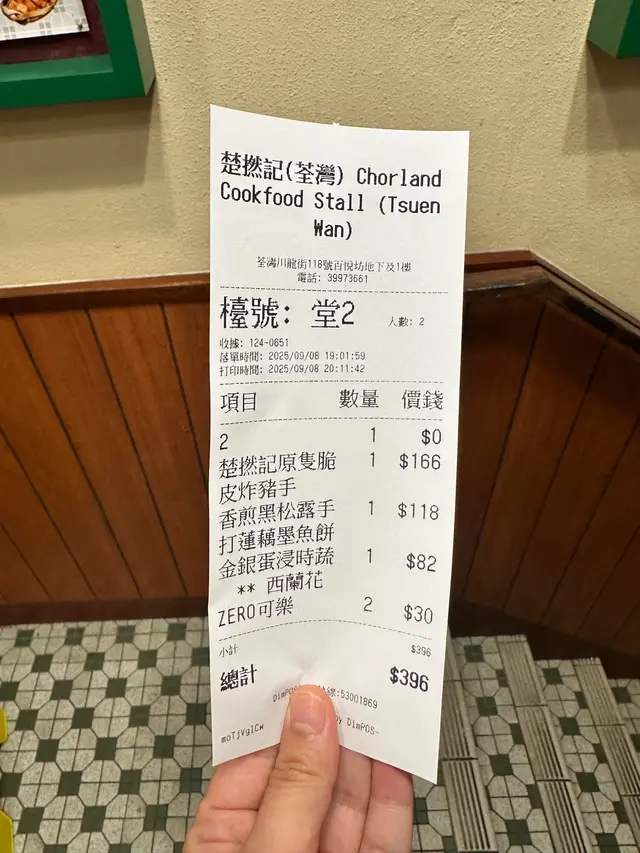 楚撚記(荃灣) Chorland
Cookfood Stall (Tsuen
Wan)
荃灣川龍街118號百悅坊地下及1樓
電話: 39973661
檯號: 堂2 人數: 2
收據: 124-0651
落單時間: 2025/09/08 19:01:59
打印時間: 2025/09/08 20:11:42
項目 數量 價錢
2 1 $0
楚撚記原隻脆 1 $166
皮炸豬手
香煎黑松露手 1 $118
打蓮藕墨魚餅
金銀蛋浸時蔬 1 $82
** 西蘭花
ZERO可樂 2 $30
小計 $396
總計 $396
DimPOS 線:53001869
moTjVglCw by DimPOS-